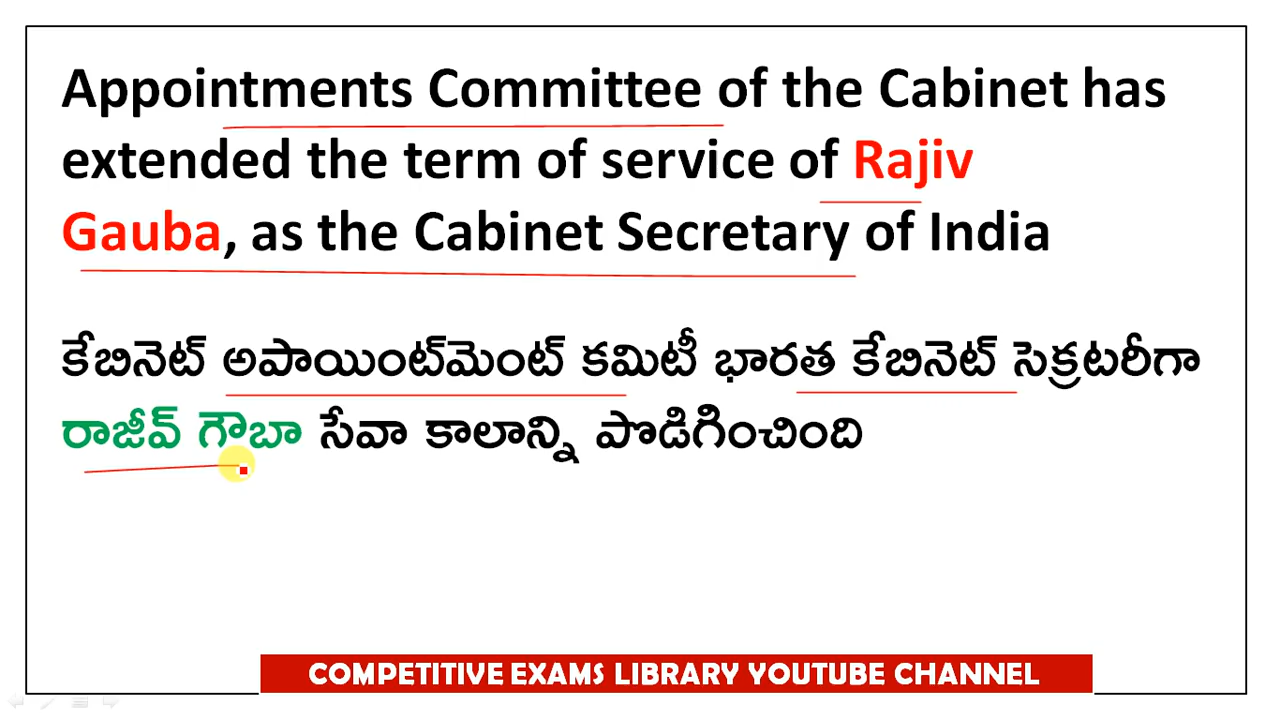 Appointments Committee of the Cabinet has
extended the term of service of Rajiv
Gauba, as the Cabinet Secretary of India
కేబినెట్ అపాయింట్‌మెంట్ కమిటీ భారత కేబినెట్ సెక్రటరీగా
రాజీవ్ గౌబా సేవా కాలాన్ని పొడిగించింది
COMPETITIVE EXAMS LIBRARY YOUTUBE CHANNEL